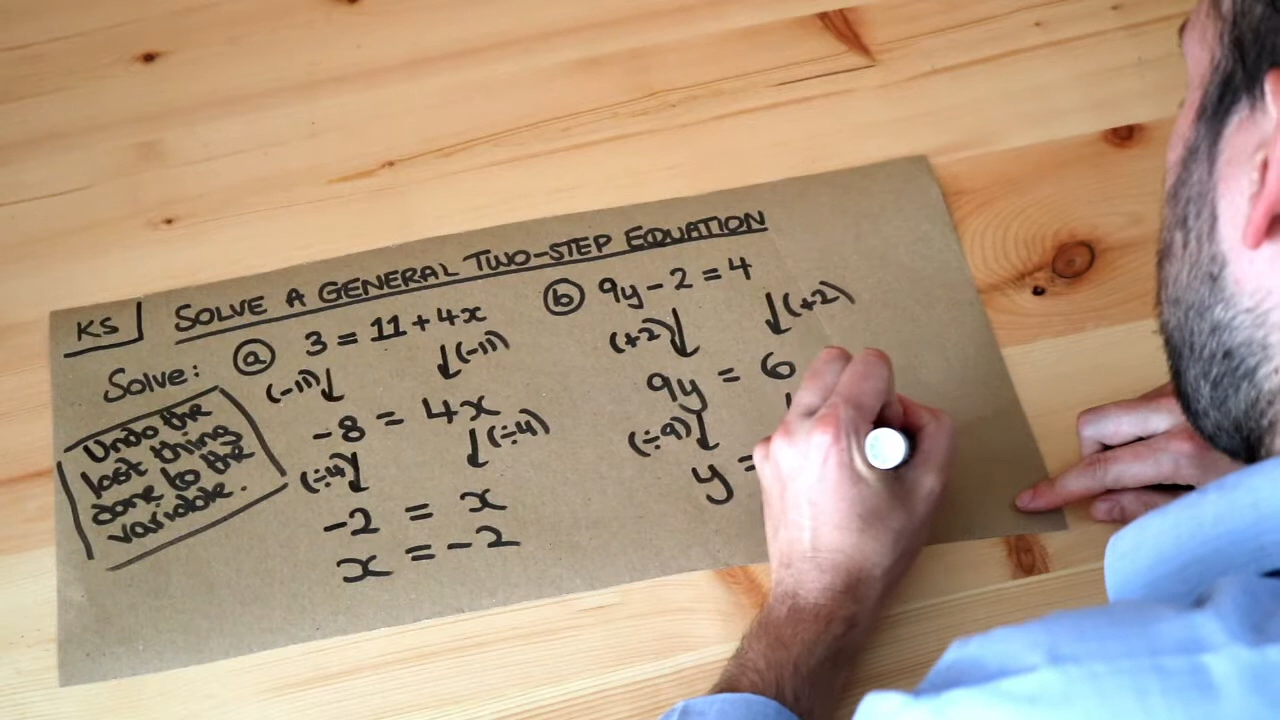 KS SOLVE A GENERAL TWO-STEP EQUATION
Solve:
Undo the
last thing
done to the
variable.
(a) 3 = 11 + 4x
(-11)↓ ↓(-11)
-8 = 4x
(÷4)↓ ↓(÷4)
-2 = x
x = -2
(b) 9y - 2 = 4
(+2)↓ ↓(+2)
9y = 6
(÷9)↓
y =